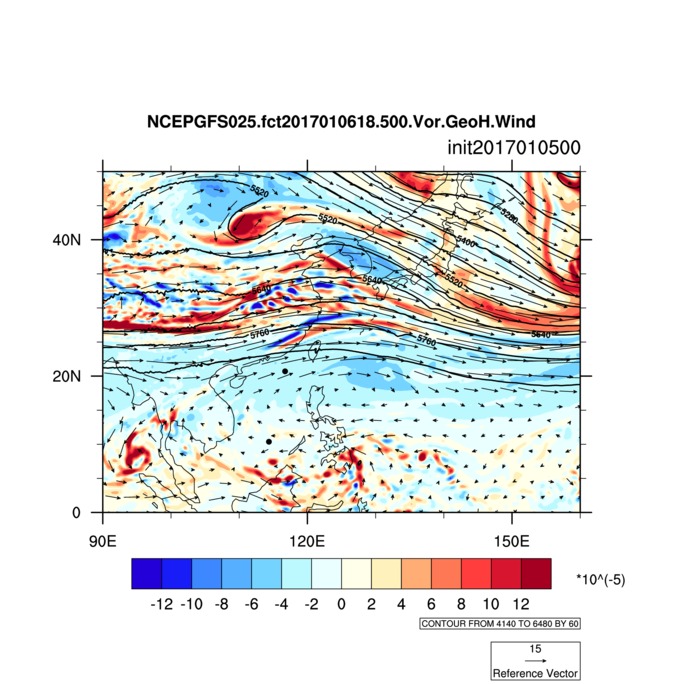 NCEPGFS025.fct2017010618.500.Vor.GeoH.Wind
init2017010500
5520
5280
5520
5400
40N
5640
5520
5640
5760
5760
5640
20N
0
90E 120E 150E
*10^(-5)
-12 -10 -8 -6 -4 -2 0 2 4 6 8 10 12
CONTOUR FROM 4140 TO 6480 BY 60
15
Reference Vector